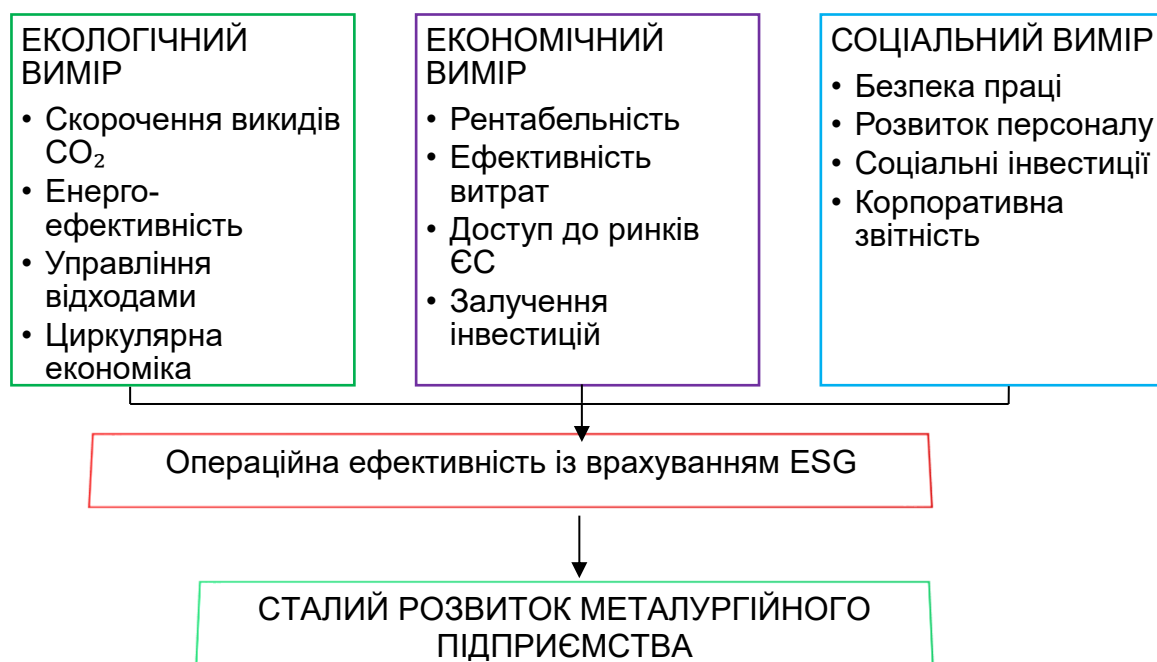 ЕКОЛОГІЧНИЙ
ВИМІР
• Скорочення викидів
CO₂
• Енерго-
ефективність
• Управління
відходами
• Циркулярна
економіка
ЕКОНОМІЧНИЙ
ВИМІР
• Рентабельність
• Ефективність
витрат
• Доступ до ринків
ЄС
• Залучення
інвестицій
СОЦІАЛЬНИЙ ВИМІР
• Безпека праці
• Розвиток персоналу
• Соціальні інвестиції
• Корпоративна
звітність
Операційна ефективність із врахуванням ESG
СТАЛИЙ РОЗВИТОК МЕТАЛУРГІЙНОГО
ПІДПРИЄМСТВА